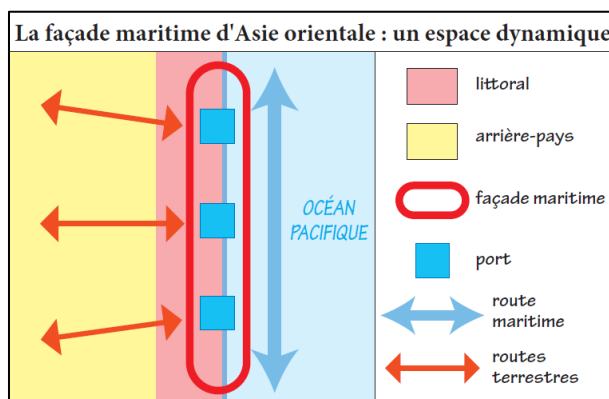 La façade maritime d'Asie orientale : un espace dynamique
OCÉAN
PACIFIQUE
littoral
arrière-pays
façade maritime
port
route
maritime
routes
terrestres